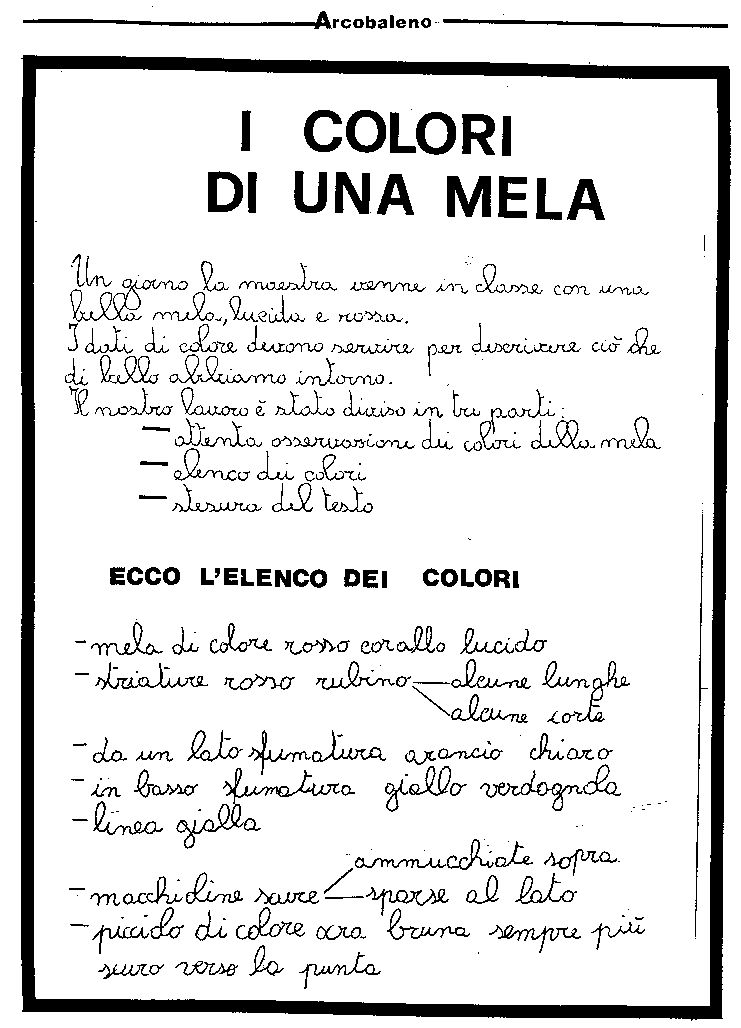 Arcobaleno
I COLORI
DI UNA MELA
Un giorno la maestra venne in classe con una
bella mela, lucida e rossa.
I dati di colore devono servire per descrivere ciò che
di bello abbiamo intorno.
Il nostro lavoro è stato diviso in tre parti:
— attenta osservazione dei colori della mela
— elenco dei colori
— stesura del testo
ECCO L'ELENCO DEI COLORI
- mela di colore rosso corallo lucido
- striature rosso rubino — alcune lunghe
alcune corte
- da un lato sfumatura arancio chiaro
- in basso sfumatura giallo verdognola
- linea gialla
ammucchiate sopra
- macchioline scure — sparse al lato
- picciolo di colore ocra bruna sempre più
scuro verso la punta